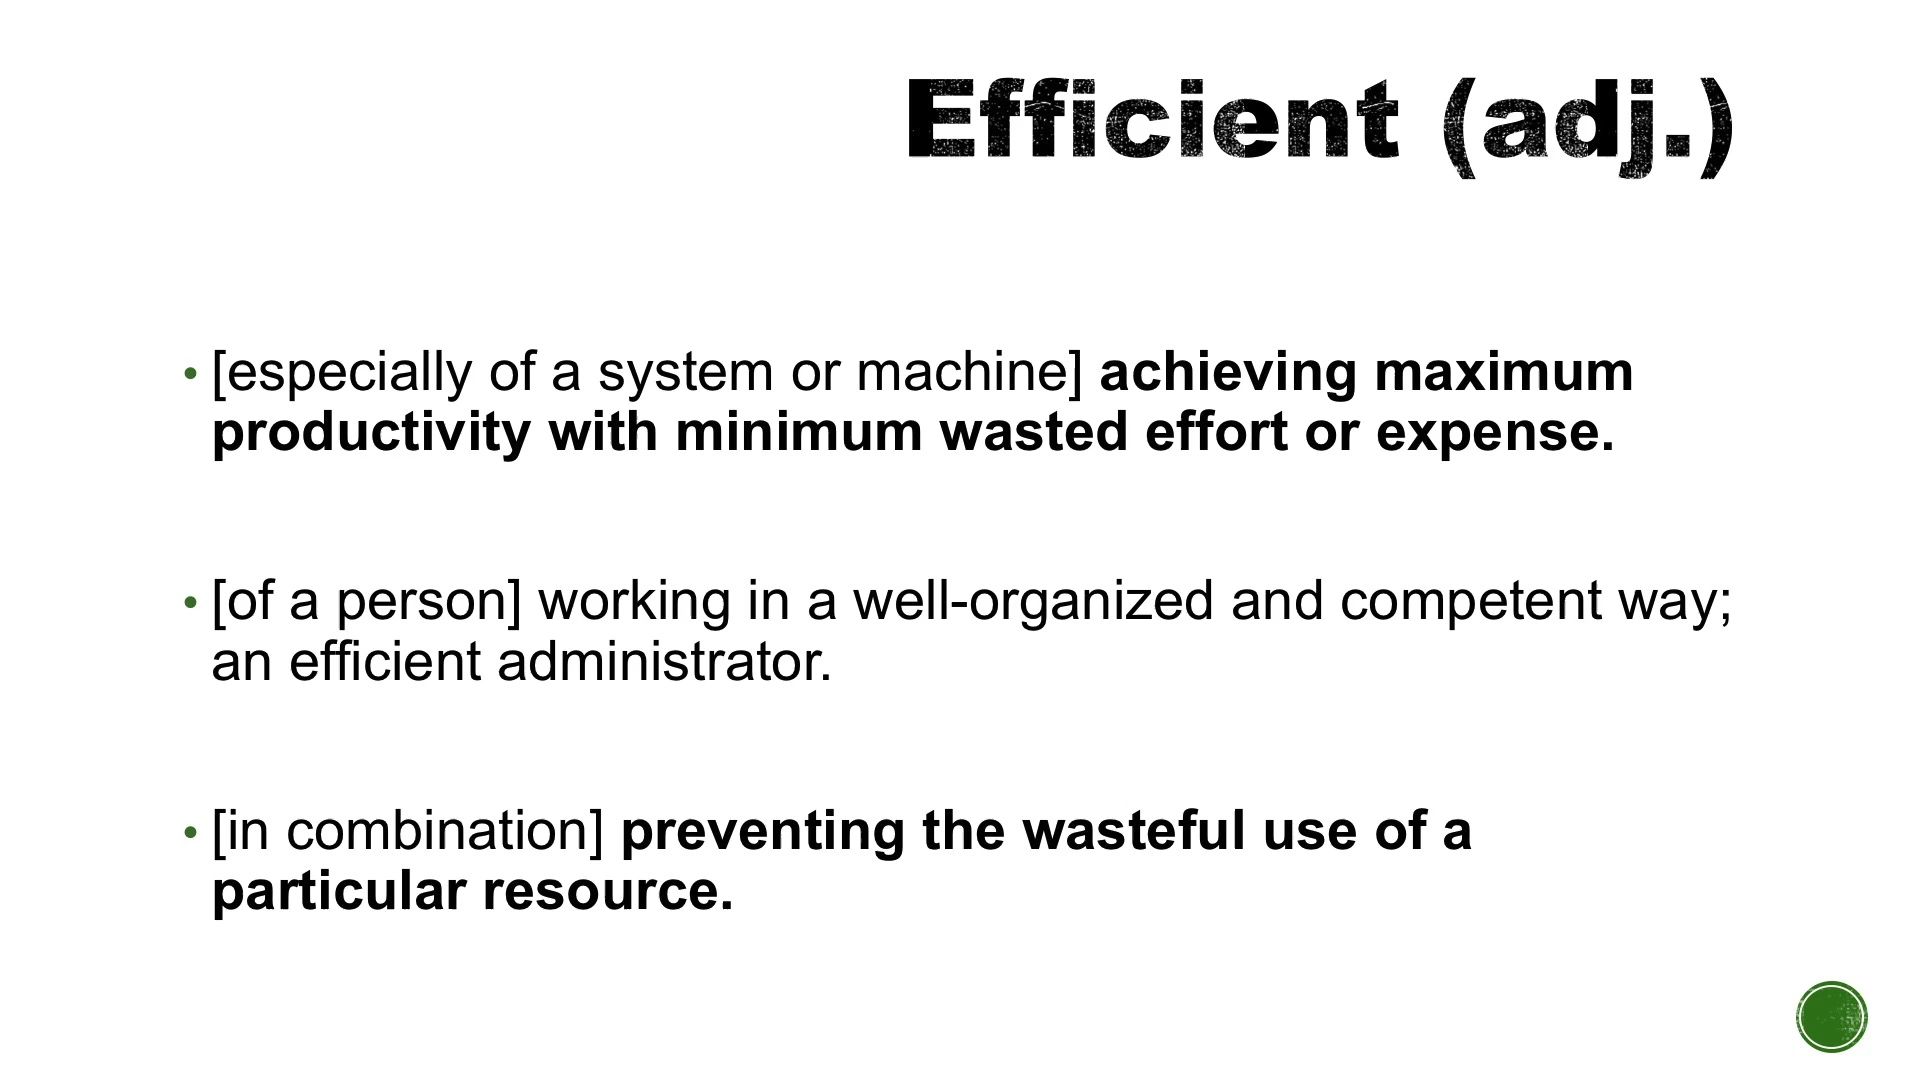 Efficient (adj.)
• [especially of a system or machine] achieving maximum
productivity with minimum wasted effort or expense.
• [of a person] working in a well-organized and competent way;
an efficient administrator.
• [in combination] preventing the wasteful use of a
particular resource.